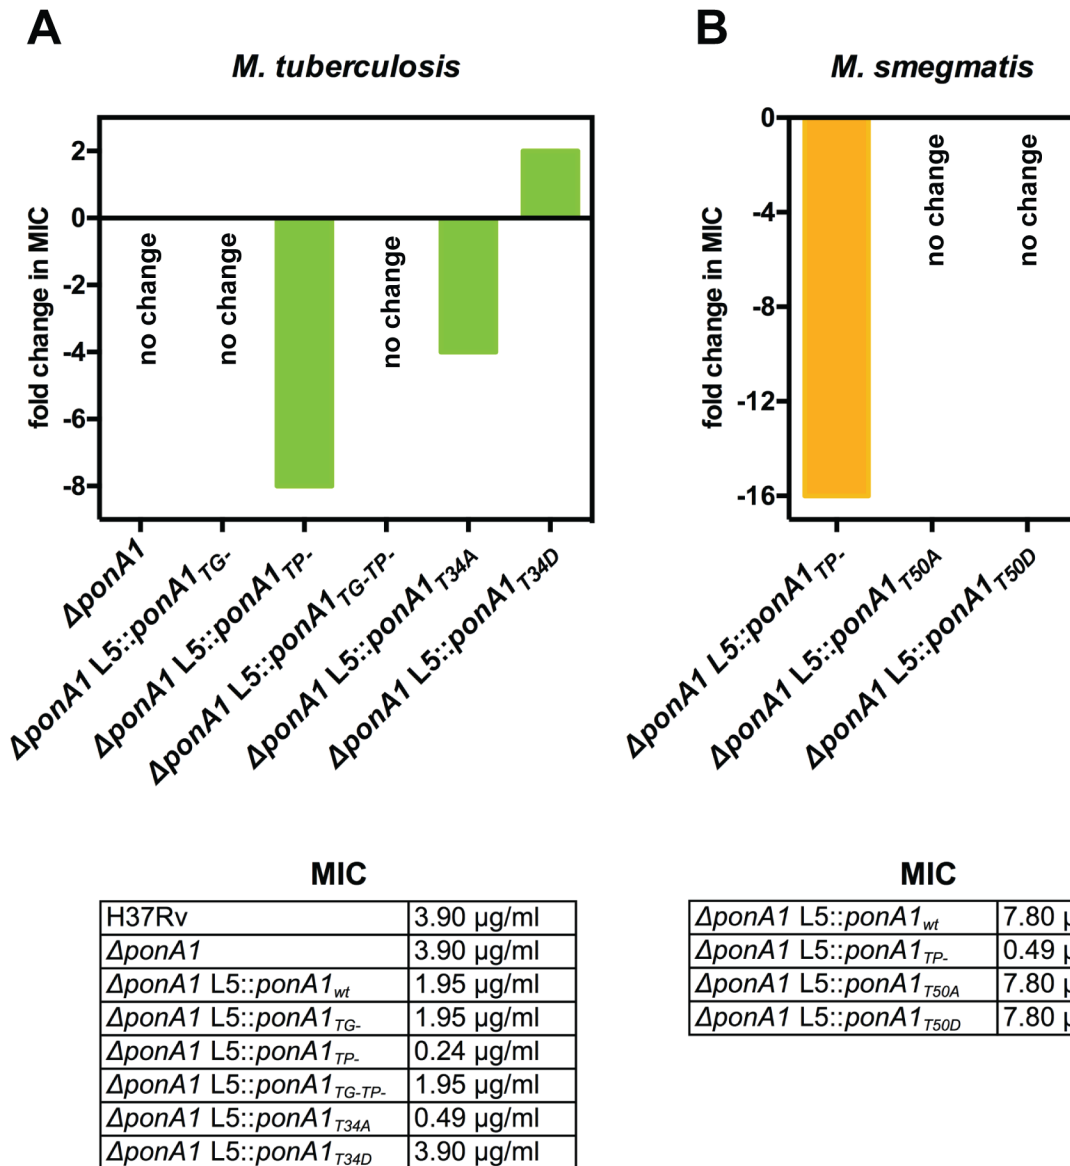 A
B
M. tuberculosis
M. smegmatis
fold change in MIC
2
0
-2
-4
-6
-8
no change
no change
no change
ΔponA1
ΔponA1 L5::ponA1TG-
ΔponA1 L5::ponA1TP-
ΔponA1 L5::ponA1TG-TP-
ΔponA1 L5::ponA1T34A
ΔponA1 L5::ponA1T34D
fold change in MIC
0
-4
-8
-12
-16
no change
no change
ΔponA1 L5::ponA1TP-
ΔponA1 L5::ponA1T50A
ΔponA1 L5::ponA1T50D
MIC
H37Rv 3.90 µg/ml
ΔponA1 3.90 µg/ml
ΔponA1 L5::ponA1wt 1.95 µg/ml
ΔponA1 L5::ponA1TG- 1.95 µg/ml
ΔponA1 L5::ponA1TP- 0.24 µg/ml
ΔponA1 L5::ponA1TG-TP- 1.95 µg/ml
ΔponA1 L5::ponA1T34A 0.49 µg/ml
ΔponA1 L5::ponA1T34D 3.90 µg/ml
MIC
ΔponA1 L5::ponA1wt 7.80
ΔponA1 L5::ponA1TP- 0.49
ΔponA1 L5::ponA1T50A 7.80
ΔponA1 L5::ponA1T50D 7.80